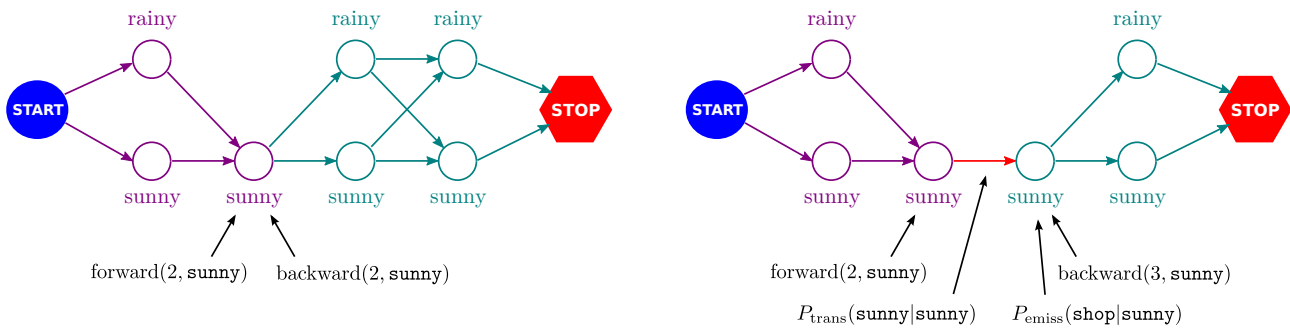 rainy rainy rainy
START STOP
sunny sunny sunny sunny
forward(2, sunny) backward(2, sunny)
rainy rainy
START STOP
sunny sunny sunny sunny
forward(2, sunny) backward(3, sunny)
P_trans(sunny|sunny) P_emiss(shop|sunny)